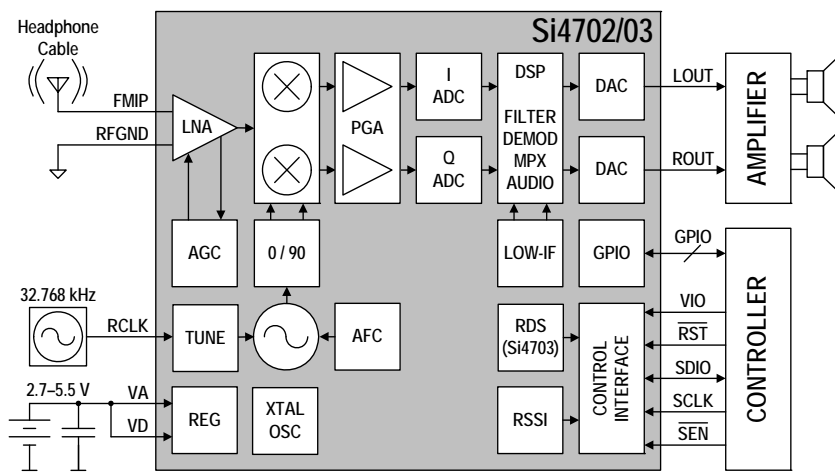 Headphone
Cable
Si4702/03
FMIP
RFGND
LNA
PGA
I
ADC
Q
ADC
DSP
FILTER
DEMOD
MPX
AUDIO
DAC
DAC
LOUT
ROUT
AMPLIFIER
AGC
0 / 90
LOW-IF
GPIO
GPIO
32.768 kHz
RCLK
TUNE
AFC
RDS
(Si4703)
CONTROL
INTERFACE
VIO
RST
SDIO
SCLK
SEN
CONTROLLER
2.7–5.5 V
VA
VD
REG
XTAL
OSC
RSSI